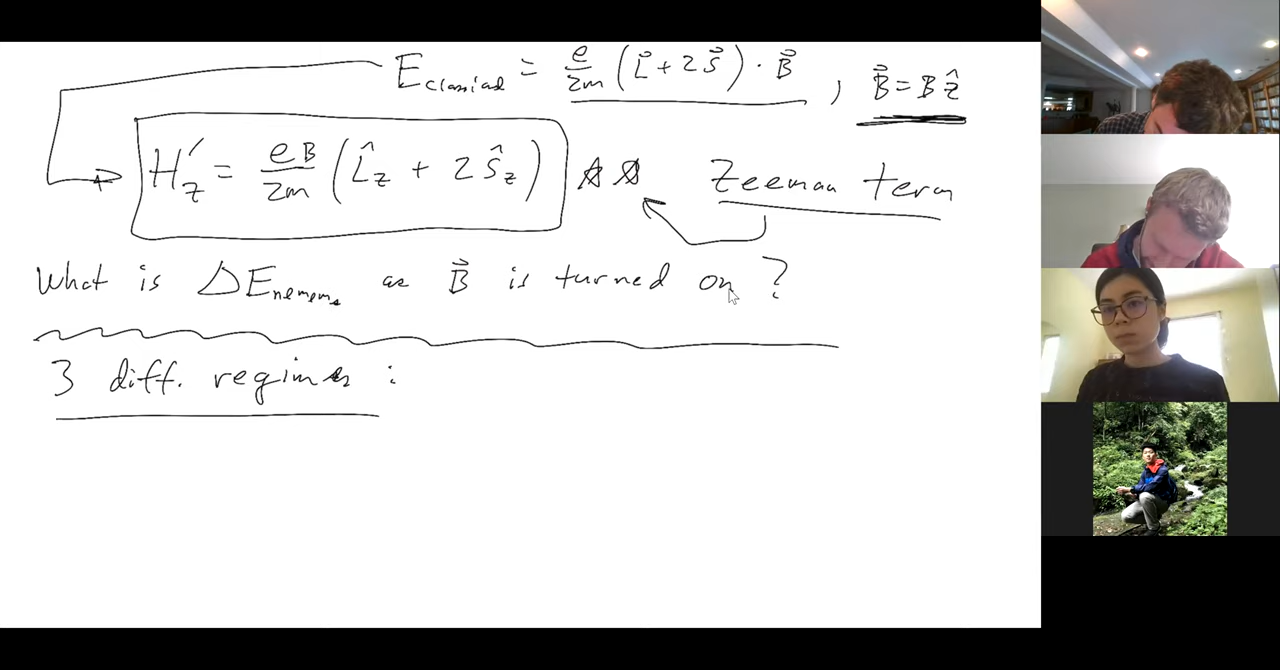 E_classical = e/2m (L⃗ + 2S⃗) · B⃗ , B⃗ = B ẑ
H'_z = eB/2m (L̂_z + 2Ŝ_z) Zeeman term
What is ΔE as B⃗ is turned on ?
3 diff. regimes :